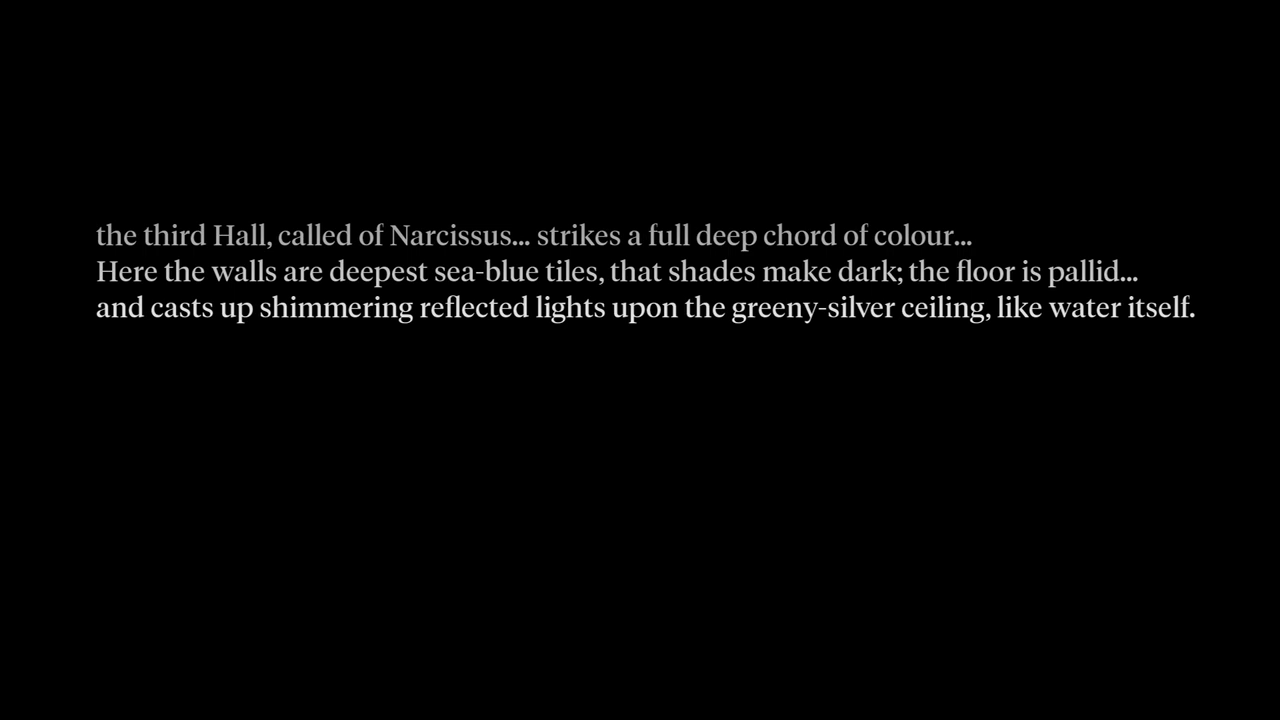 the third Hall, called of Narcissus... strikes a full deep chord of colour...
Here the walls are deepest sea-blue tiles, that shades make dark; the floor is pallid...
and casts up shimmering reflected lights upon the greeny-silver ceiling, like water itself.